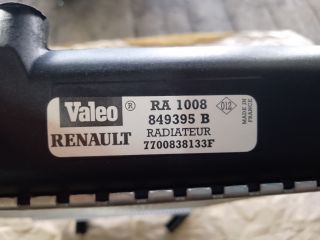 Valeo ® RA 1008 D12
849395 B MADE IN FRANCE
RENAULT RADIATEUR
7700838133F